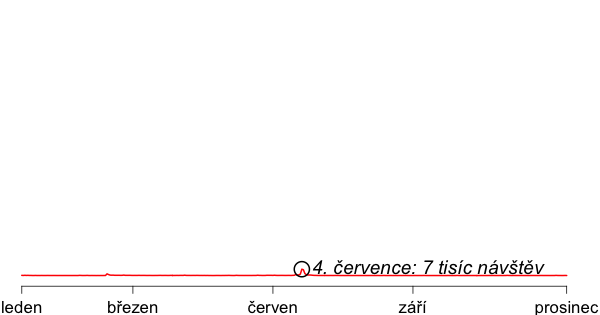 4. července: 7 tisíc návštěv
leden březen červen září prosinec